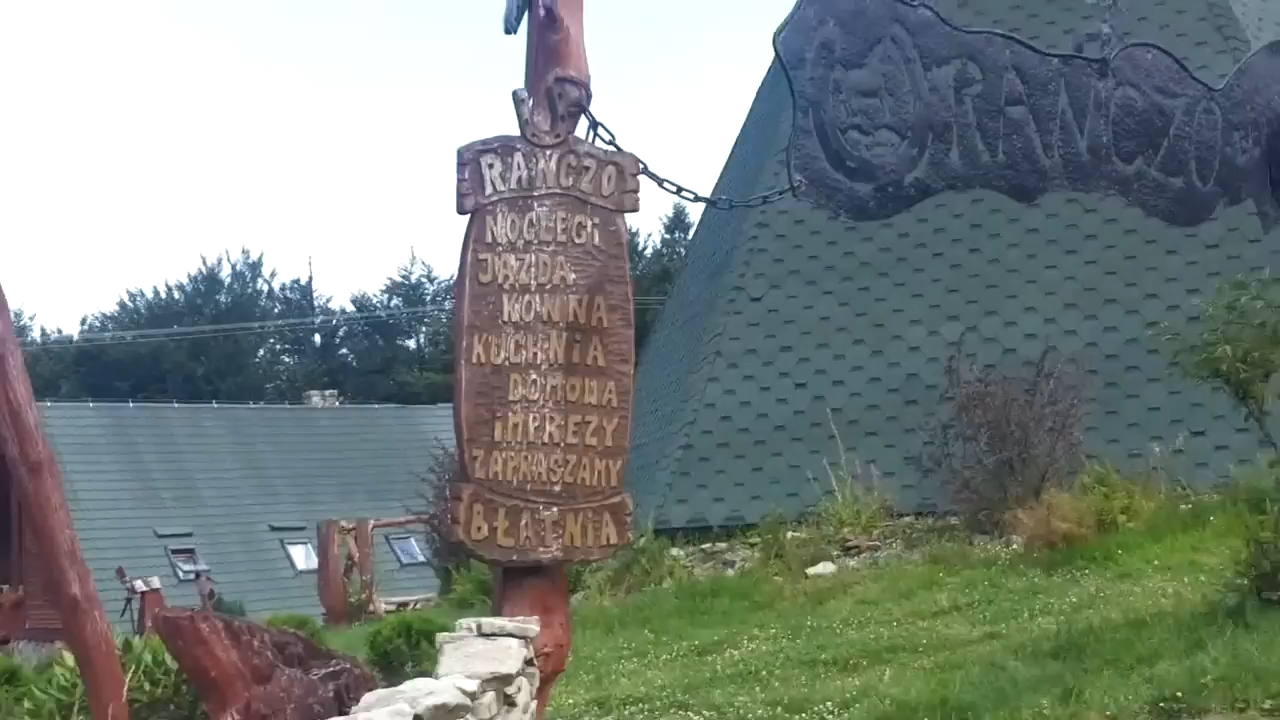 RANCZO
NOCLEGi
JAZDA
KONNA
KUCHNiA
DOMOWA
iMPREZY
ZAPRASZAMY
BŁATNiA
RANCZO